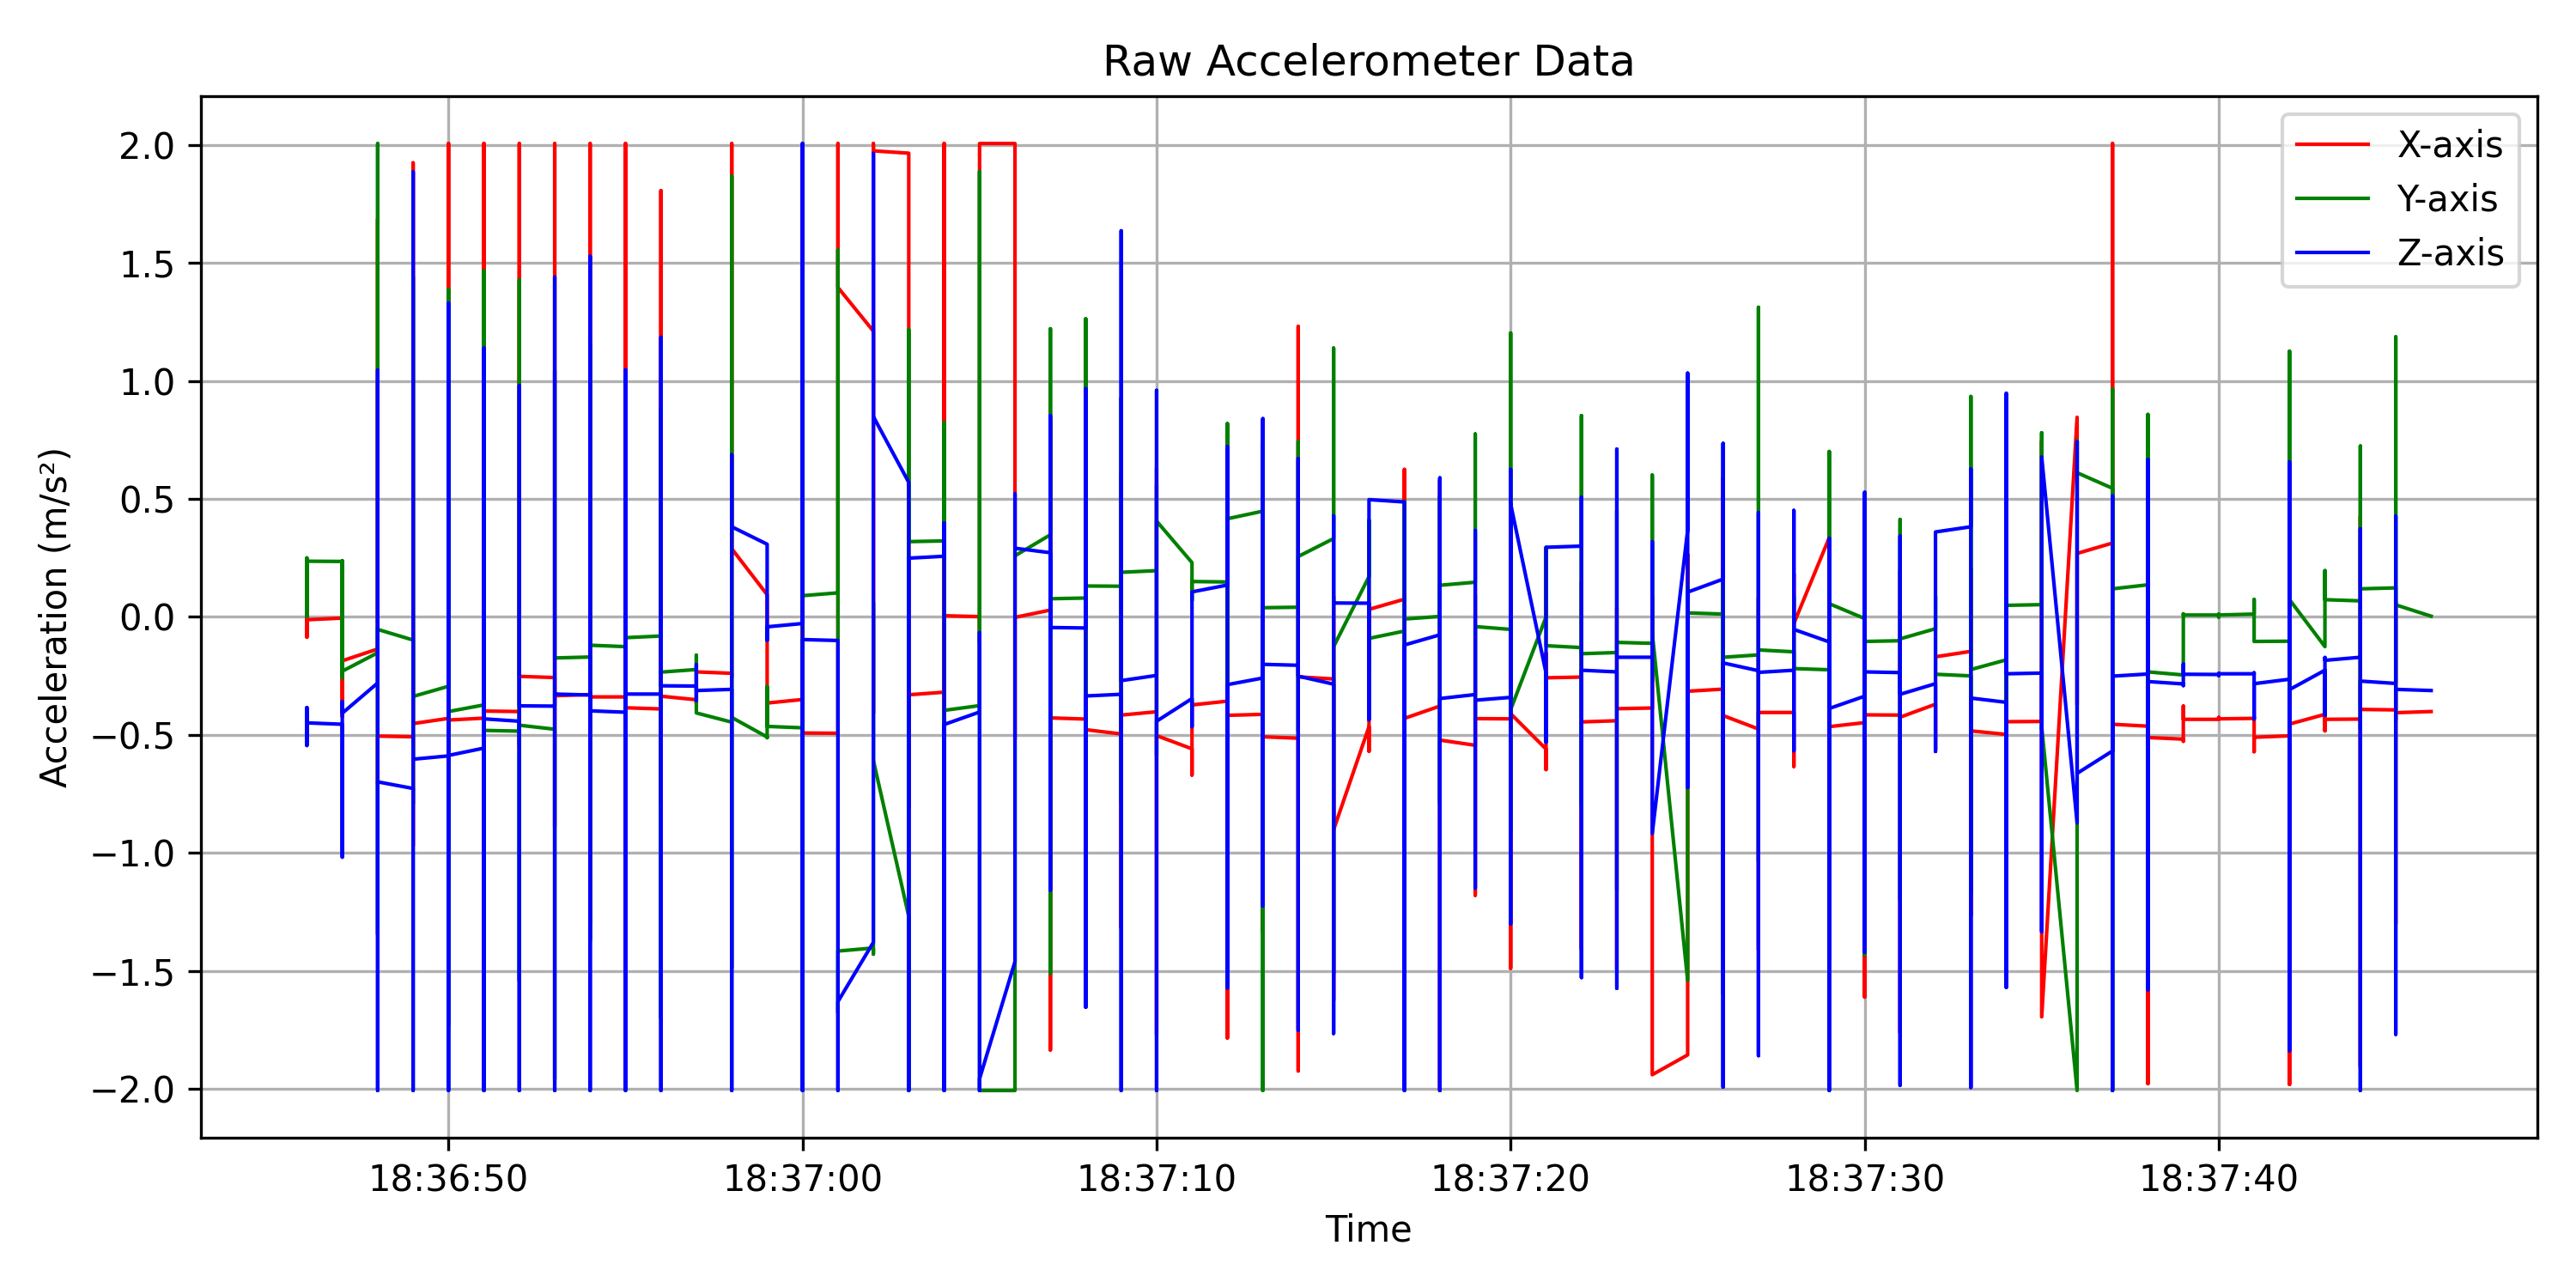 Raw Accelerometer Data
X-axis
Y-axis
Z-axis
Acceleration (m/s²)
2.0
1.5
1.0
0.5
0.0
−0.5
−1.0
−1.5
−2.0
18:36:50 18:37:00 18:37:10 18:37:20 18:37:30 18:37:40
Time